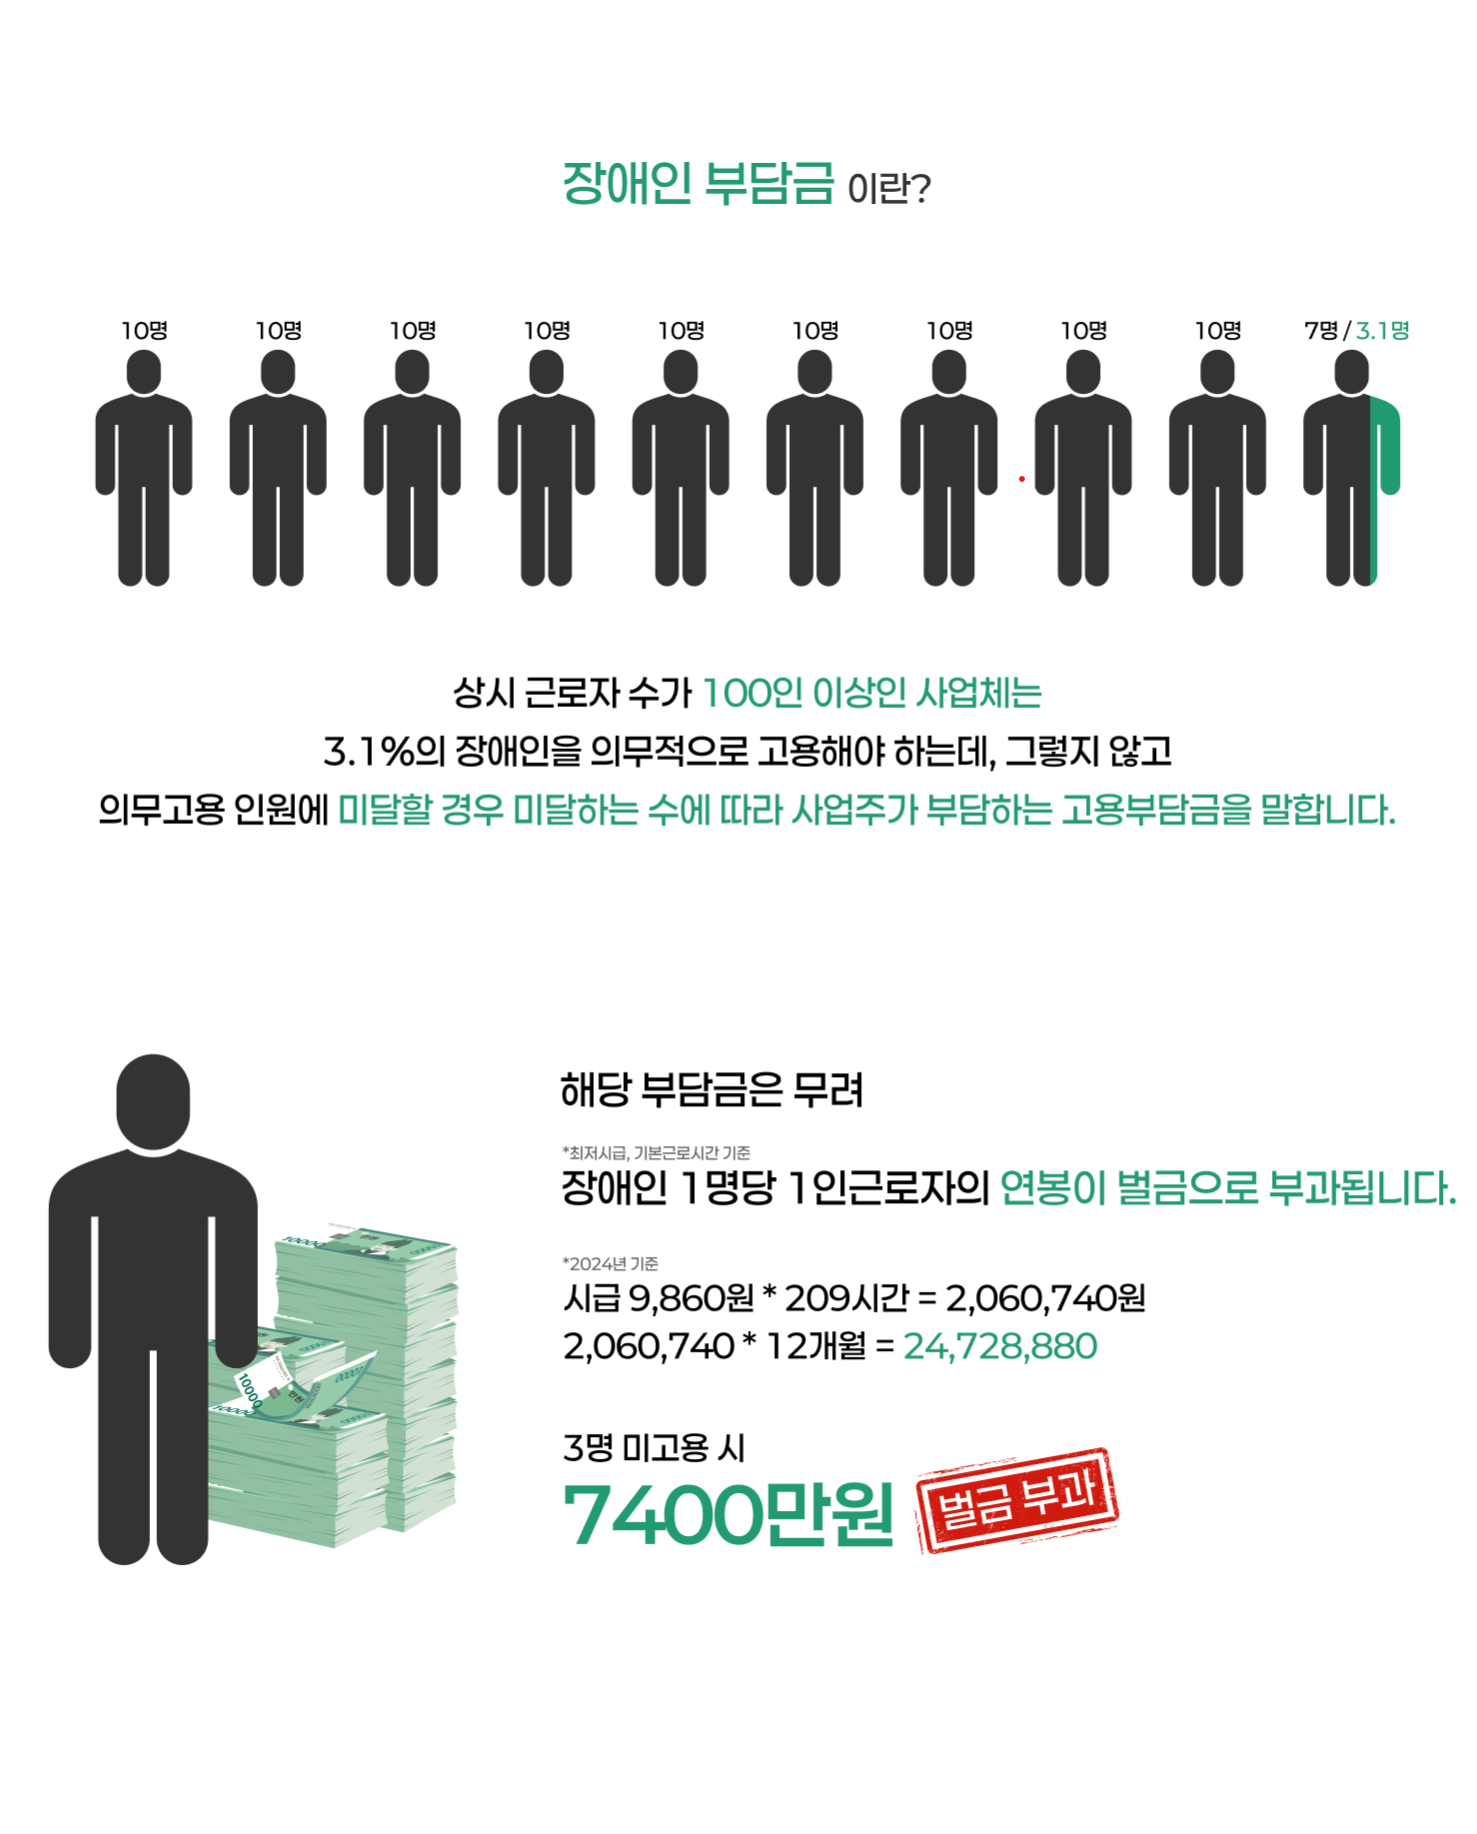 장애인 부담금 이란?
10명 10명 10명 10명 10명 10명 10명 10명 10명 7명 / 3.1명
상시 근로자 수가 100인 이상인 사업체는
3.1%의 장애인을 의무적으로 고용해야 하는데, 그렇지 않고
의무고용 인원에 미달할 경우 미달하는 수에 따라 사업주가 부담하는 고용부담금을 말합니다.
해당 부담금은 무려
*최저시급, 기본근로시간 기준
장애인 1명당 1인근로자의 연봉이 벌금으로 부과됩니다.
*2024년 기준
시급 9,860원 * 209시간 = 2,060,740원
2,060,740 * 12개월 = 24,728,880
3명 미고용 시
7400만원
벌금 부과
10000
10000
10000